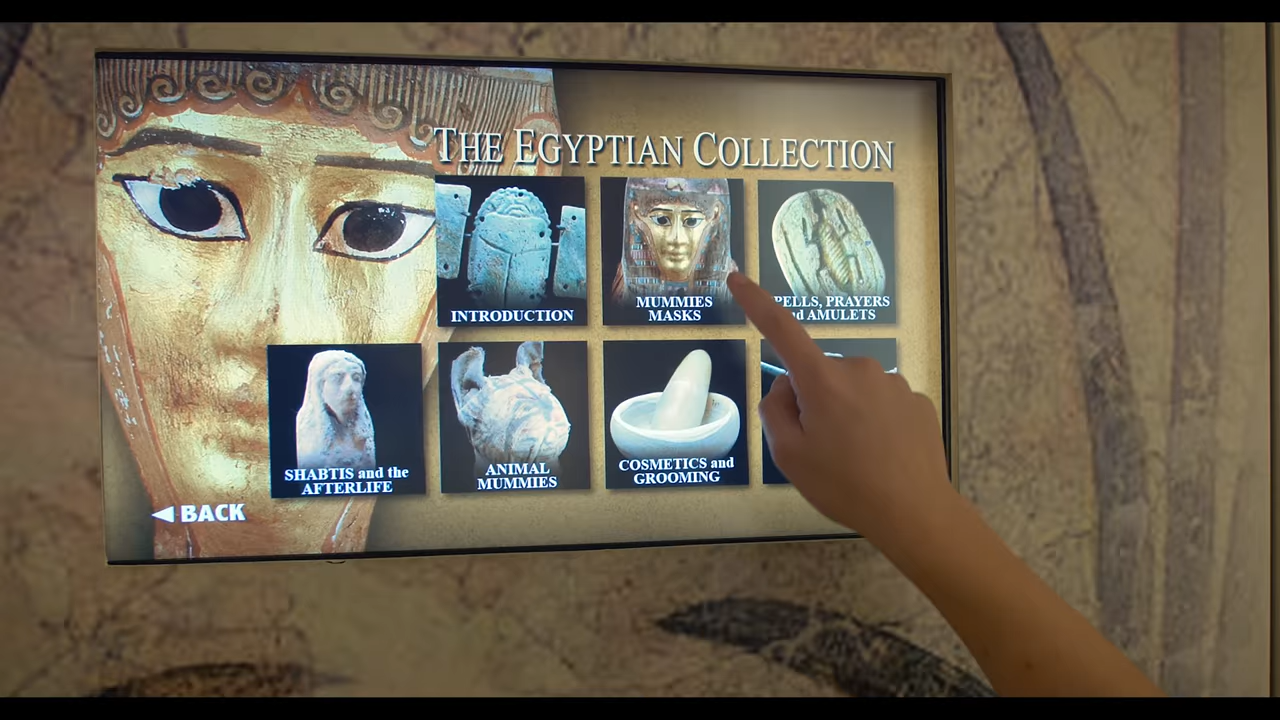 THE EGYPTIAN COLLECTION
INTRODUCTION
MUMMIES
MASKS
PELLS, PRAYERS
d AMULETS
SHABTIS and the
AFTERLIFE
ANIMAL
MUMMIES
COSMETICS and
GROOMING
BACK